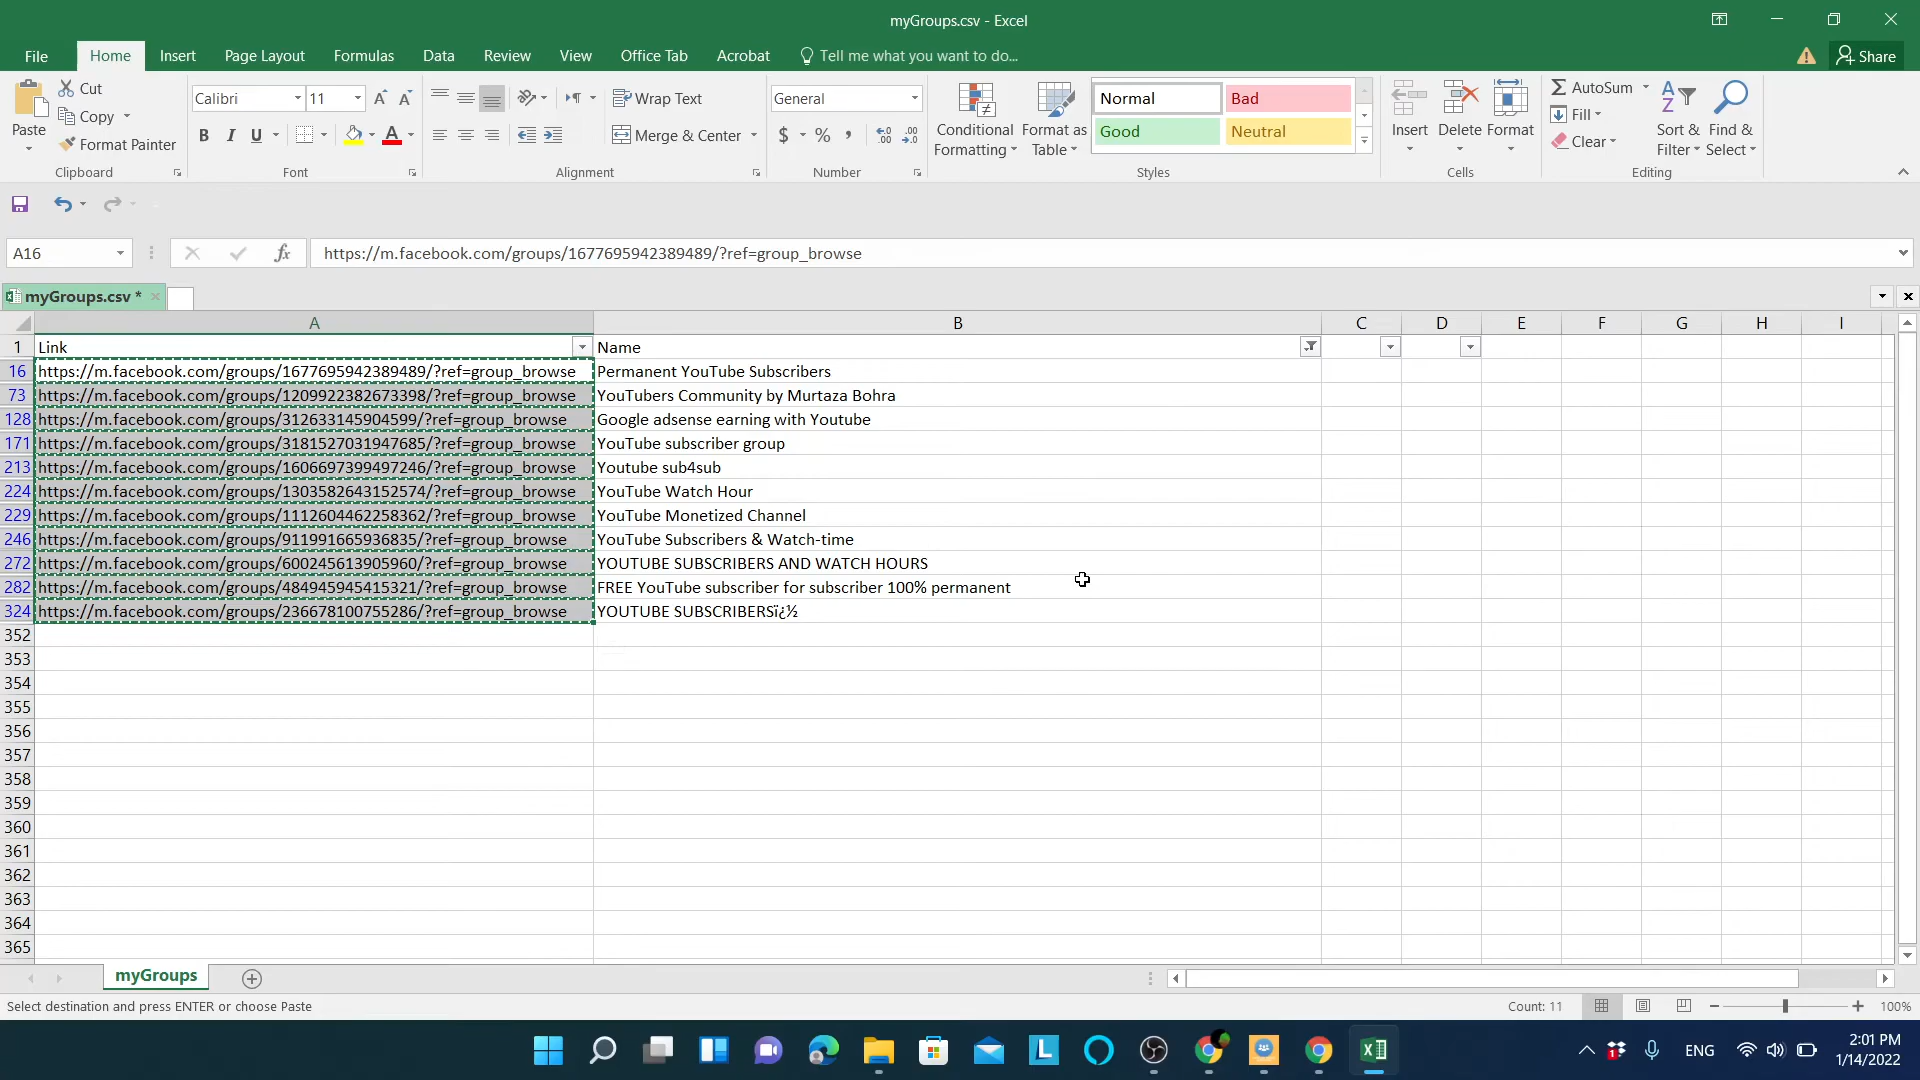 myGroups.csv - Excel
File Home Insert Page Layout Formulas Data Review View Office Tab Acrobat Tell me what you want to do... Share
Paste
Cut
Copy
Format Painter
Clipboard
Calibri 11
B I U
Font
Wrap Text
Merge & Center
Alignment
General
$ % ,
Number
Conditional Formatting
Format as Table
Normal Bad
Good Neutral
Styles
Insert Delete Format
Cells
AutoSum
Fill
Clear
Sort & Filter
Find & Select
Editing
A16 fx https://m.facebook.com/groups/1677695942389489/?ref=group_browse
myGroups.csv *
A B C D E F G H I
1 Link Name
16 https://m.facebook.com/groups/1677695942389489/?ref=group_browse Permanent YouTube Subscribers
73 https://m.facebook.com/groups/1209922382673398/?ref=group_browse YouTubers Community by Murtaza Bohra
128 https://m.facebook.com/groups/312633145904599/?ref=group_browse Google adsense earning with Youtube
171 https://m.facebook.com/groups/3181527031947685/?ref=group_browse YouTube subscriber group
213 https://m.facebook.com/groups/1606697399497246/?ref=group_browse Youtube sub4sub
224 https://m.facebook.com/groups/1303582643152574/?ref=group_browse YouTube Watch Hour
229 https://m.facebook.com/groups/1112604462258362/?ref=group_browse YouTube Monetized Channel
246 https://m.facebook.com/groups/911991665936835/?ref=group_browse YouTube Subscribers & Watch-time
272 https://m.facebook.com/groups/600245613905960/?ref=group_browse YOUTUBE SUBSCRIBERS AND WATCH HOURS
282 https://m.facebook.com/groups/484945945415321/?ref=group_browse FREE YouTube subscriber for subscriber 100% permanent
324 https://m.facebook.com/groups/236678100755286/?ref=group_browse YOUTUBE SUBSCRIBERSï¿½
352
353
354
355
356
357
358
359
360
361
362
363
364
365
myGroups
Select destination and press ENTER or choose Paste Count: 11 100%
ENG 2:01 PM
1/14/2022